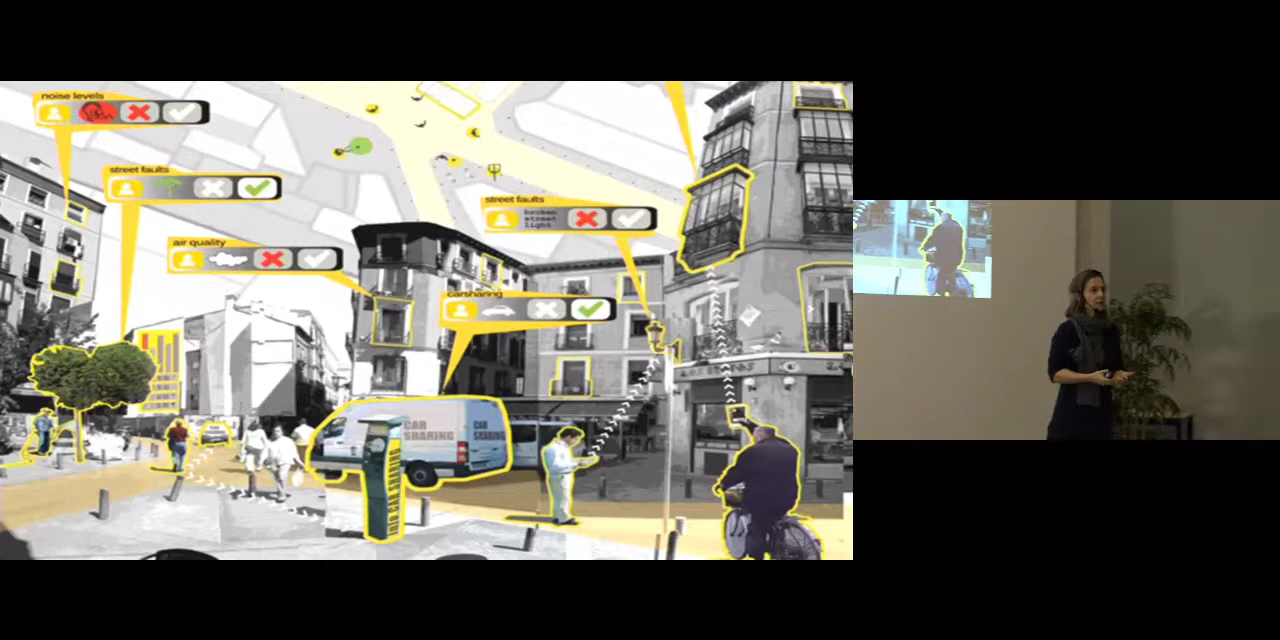 noise levels
street faults
street faults
broken
street
light
air quality
carsharing
CAR
SHARING
CAR
SHARING